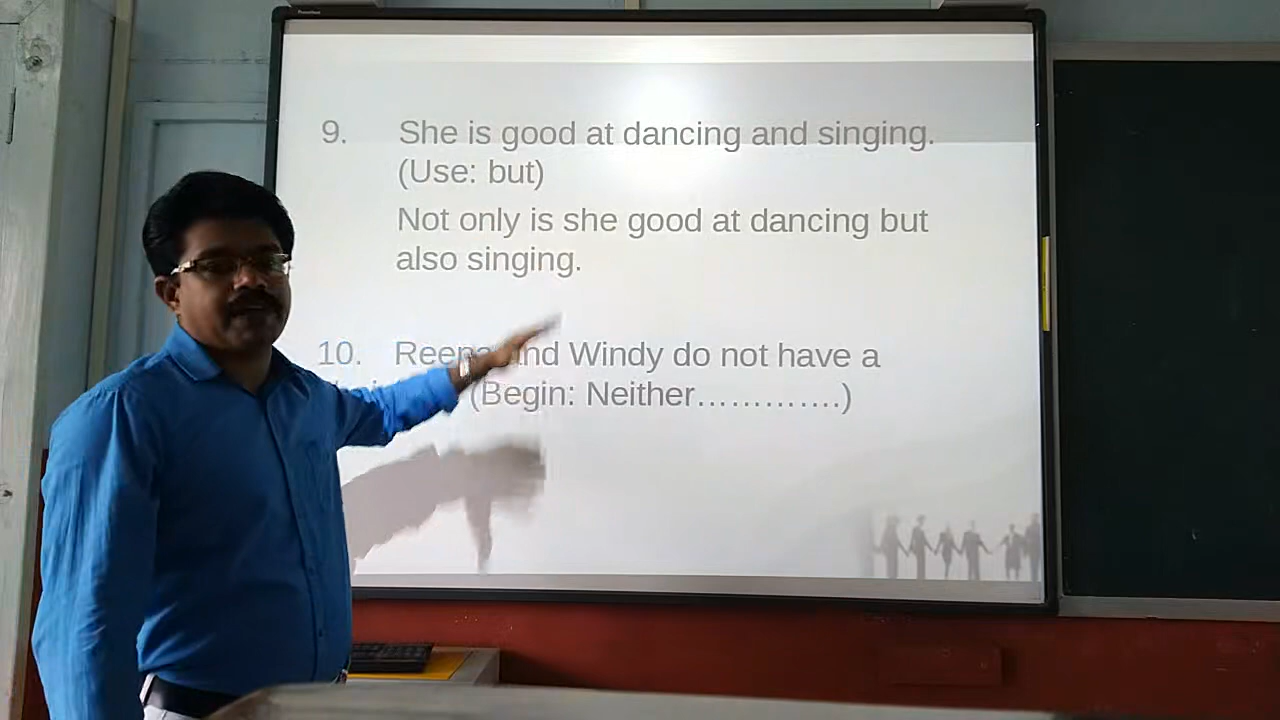 9. She is good at dancing and singing.
(Use: but)
Not only is she good at dancing but
also singing.
10. Reena and Windy do not have a
(Begin: Neither………….)